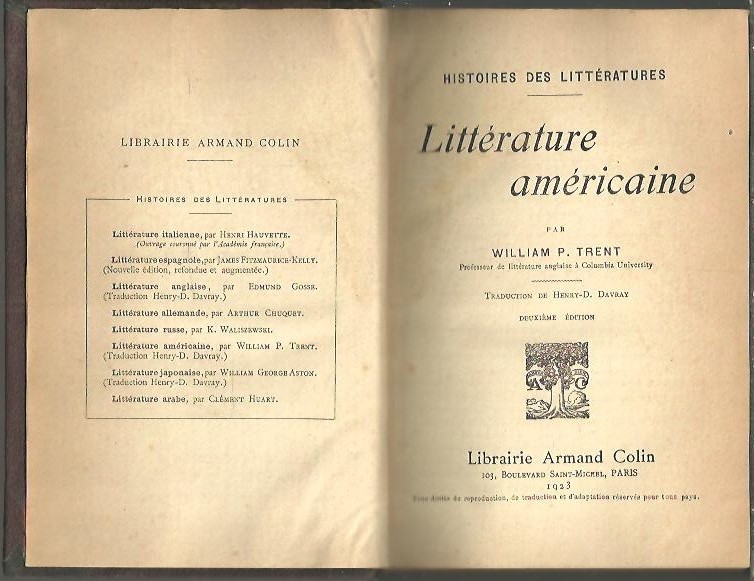 LIBRAIRIE ARMAND COLIN
HISTOIRES DES LITTÉRATURES
Littérature italienne, par HENRI HAUVETTE.
(Ouvrage couronné par l'Académie française.)
Littérature espagnole, par JAMES FITZMAURICE-KELLY.
(Nouvelle édition, refondue et augmentée.)
Littérature anglaise, par EDMUND GOSSE.
(Traduction Henry-D. Davray.)
Littérature allemande, par ARTHUR CHUQUET.
Littérature russe, par K. WALISZEWSKI.
Littérature américaine, par WILLIAM P. TRENT.
(Traduction Henry-D. Davray.)
Littérature japonaise, par WILLIAM GEORGE ASTON.
(Traduction Henry-D. Davray.)
Littérature arabe, par CLÉMENT HUART.
HISTOIRES DES LITTÉRATURES
Littérature
américaine
PAR
WILLIAM P. TRENT
Professeur de littérature anglaise à Columbia University
TRADUCTION DE HENRY-D. DAVRAY
DEUXIÈME ÉDITION
A C
Librairie Armand Colin
103, BOULEVARD SAINT-MICHEL, PARIS
1923
Tous droits de reproduction, de traduction et d'adaptation réservés pour tous pays.